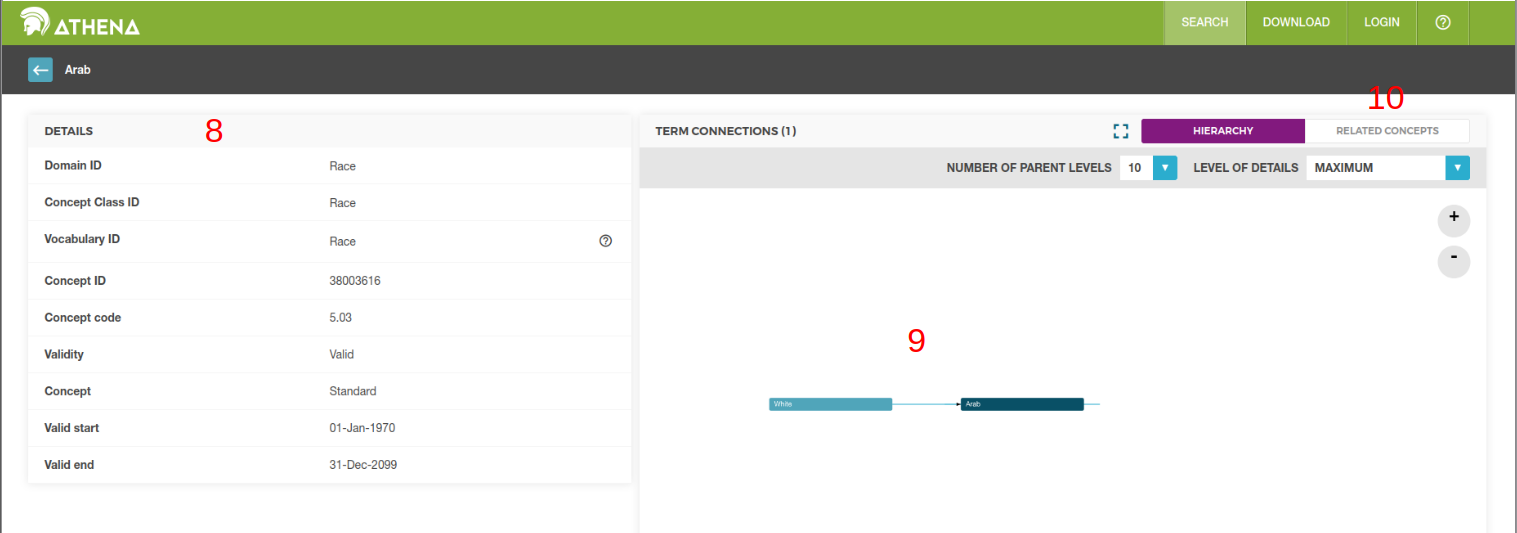 ATHENA
SEARCH DOWNLOAD LOGIN ?
Arab
10
DETAILS 8
TERM CONNECTIONS (1) HIERARCHY RELATED CONCEPTS
NUMBER OF PARENT LEVELS 10 LEVEL OF DETAILS MAXIMUM
Domain ID Race
Concept Class ID Race
Vocabulary ID Race ?
Concept ID 38003616
Concept code 5.03
Validity Valid
Concept Standard
Valid start 01-Jan-1970
Valid end 31-Dec-2099
+
-
9
White Arab